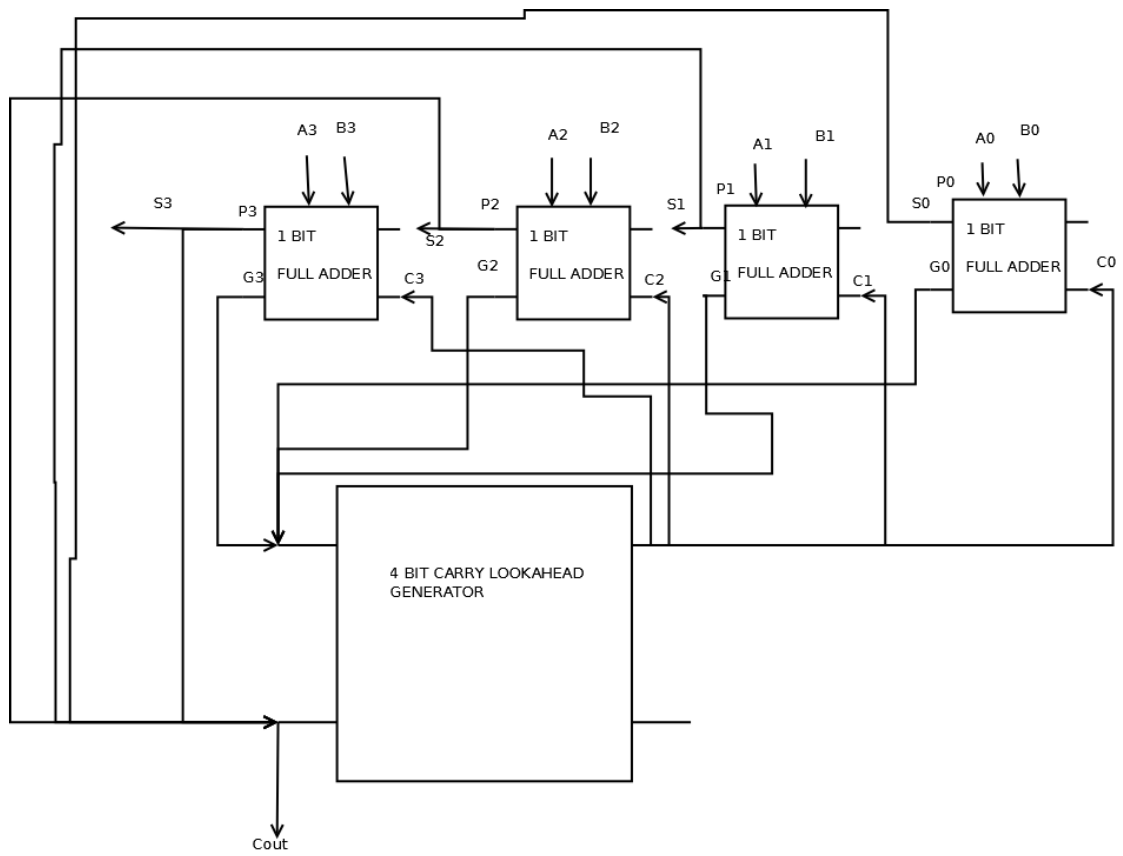 A3
B3
A2
B2
A1
B1
A0
B0
S3
P3
1 BIT
FULL ADDER
G3
C3
S2
P2
1 BIT
FULL ADDER
G2
C2
S1
P1
1 BIT
FULL ADDER
G1
C1
S0
P0
1 BIT
FULL ADDER
G0
C0
4 BIT CARRY LOOKAHEAD
GENERATOR
Cout